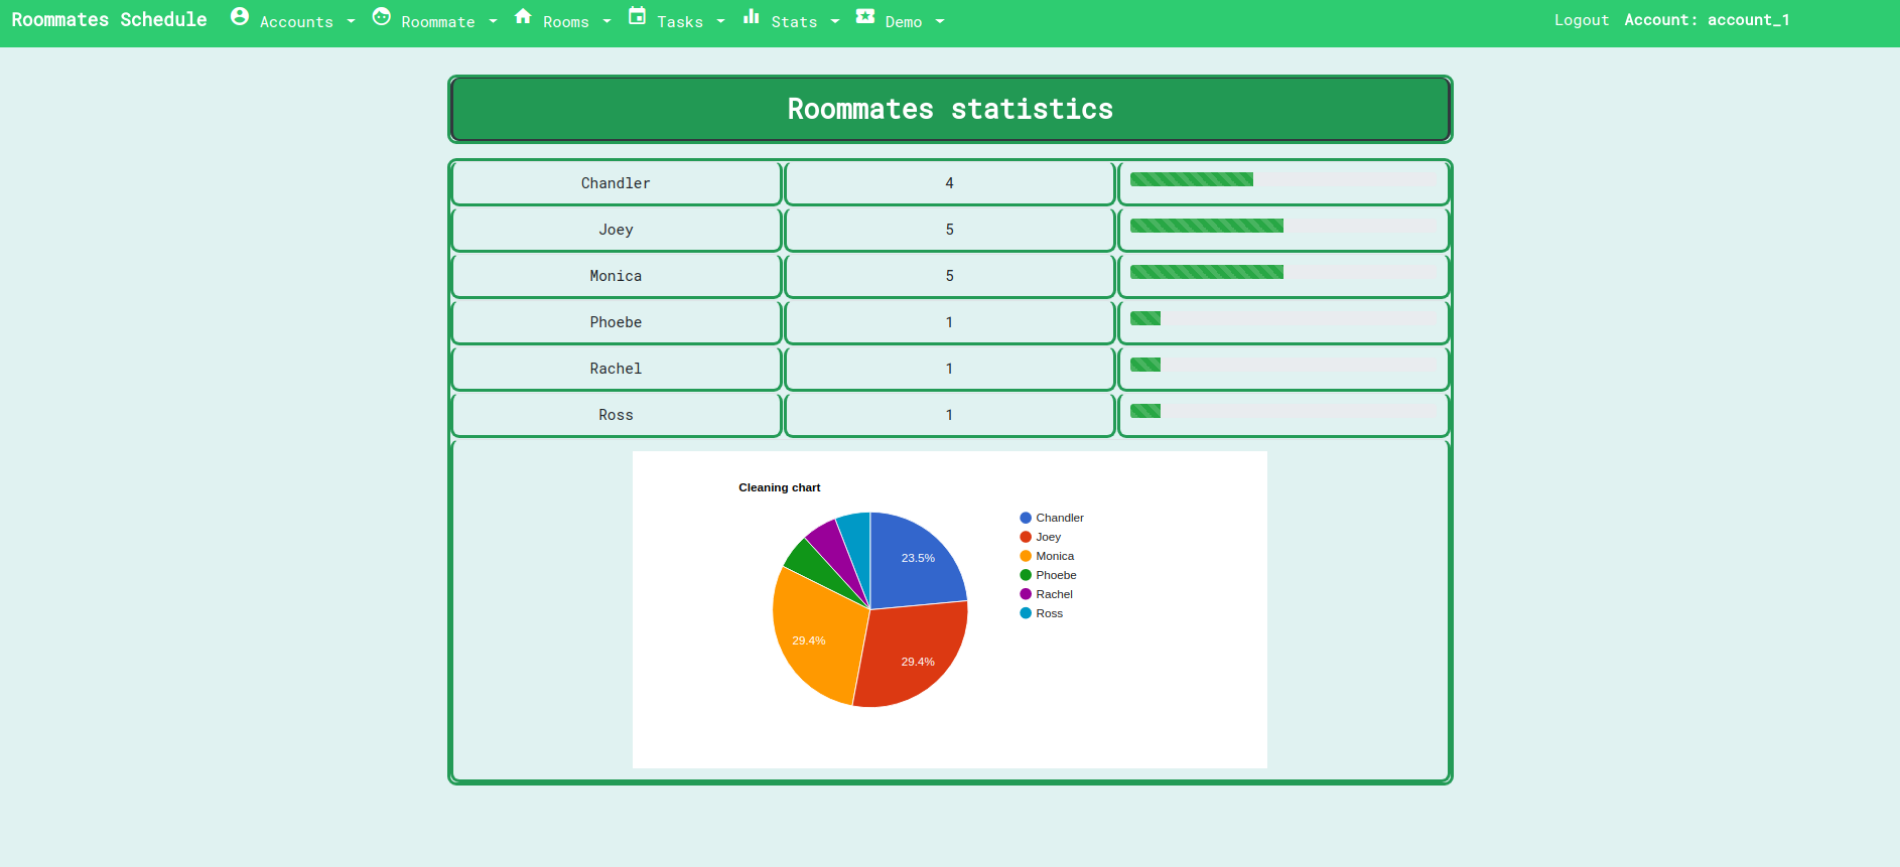 Roommates Schedule Accounts Roommate Rooms Tasks Stats Demo Logout Account: account_1
Roommates statistics
Chandler 4
Joey 5
Monica 5
Phoebe 1
Rachel 1
Ross 1
Cleaning chart
23.5%
29.4%
29.4%
Chandler
Joey
Monica
Phoebe
Rachel
Ross